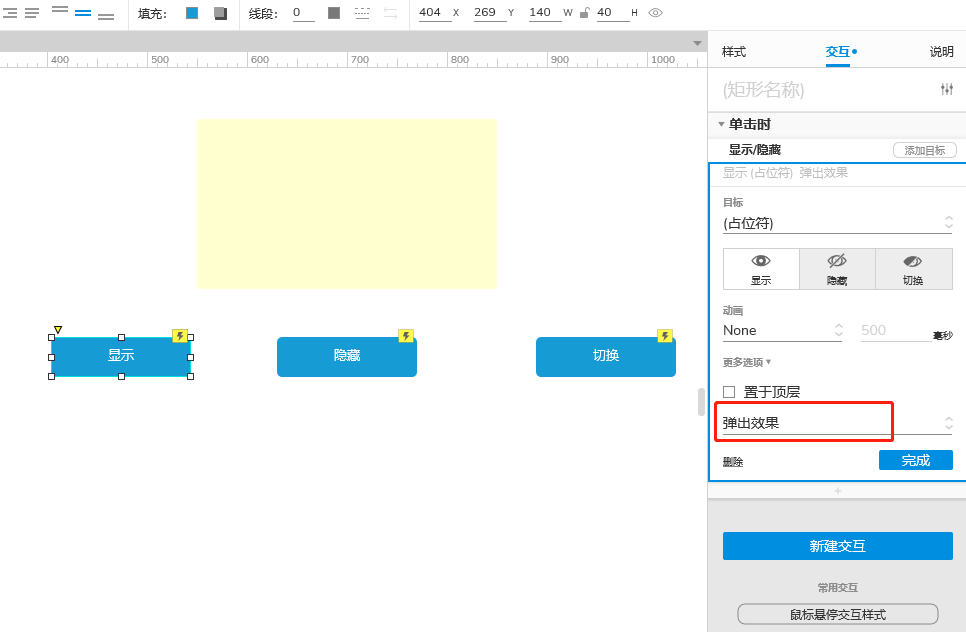 填充: 线段: 0 404 X 269 Y 140 W 40 H
样式 交互 说明
400 500 600 700 800 900 1000
(矩形名称)
单击时
显示/隐藏 添加目标
显示 (占位符) 弹出效果
目标
(占位符)
显示 隐藏 切换
动画
None 500 毫秒
显示 隐藏 切换
更多选项
置于顶层
弹出效果
删除 完成
+
新建交互
常用交互
鼠标悬停交互样式